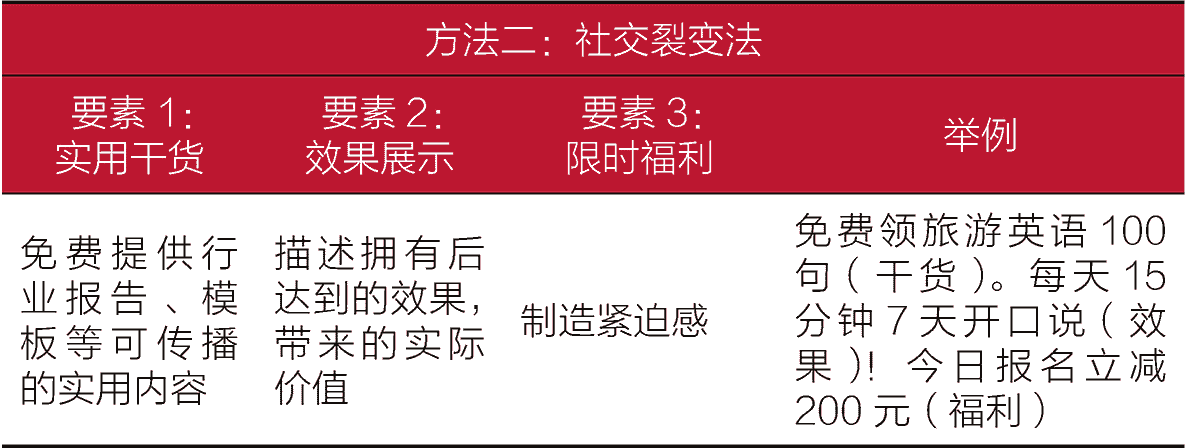 方法二：社交裂变法
要素 1：
实用干货
要素 2：
效果展示
要素 3：
限时福利
举例
免费提供行
业报告、模
板等可传播
的实用内容
描述拥有后
达到的效果，
带来的实际
价值
制造紧迫感
免费领旅游英语 100
句（干货）。每天 15
分钟 7 天开口说（效
果）！今日报名立减
200 元（福利）